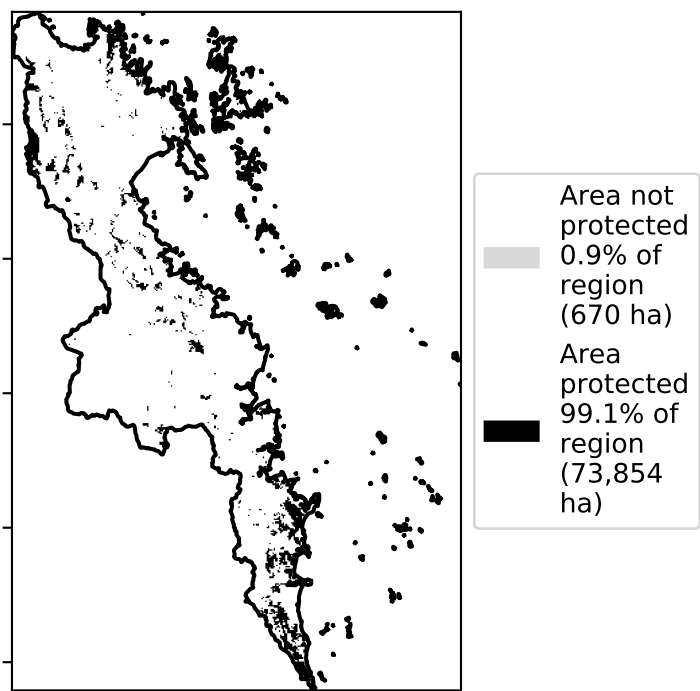 Area not
protected
0.9% of
region
(670 ha)
Area
protected
99.1% of
region
(73,854
ha)